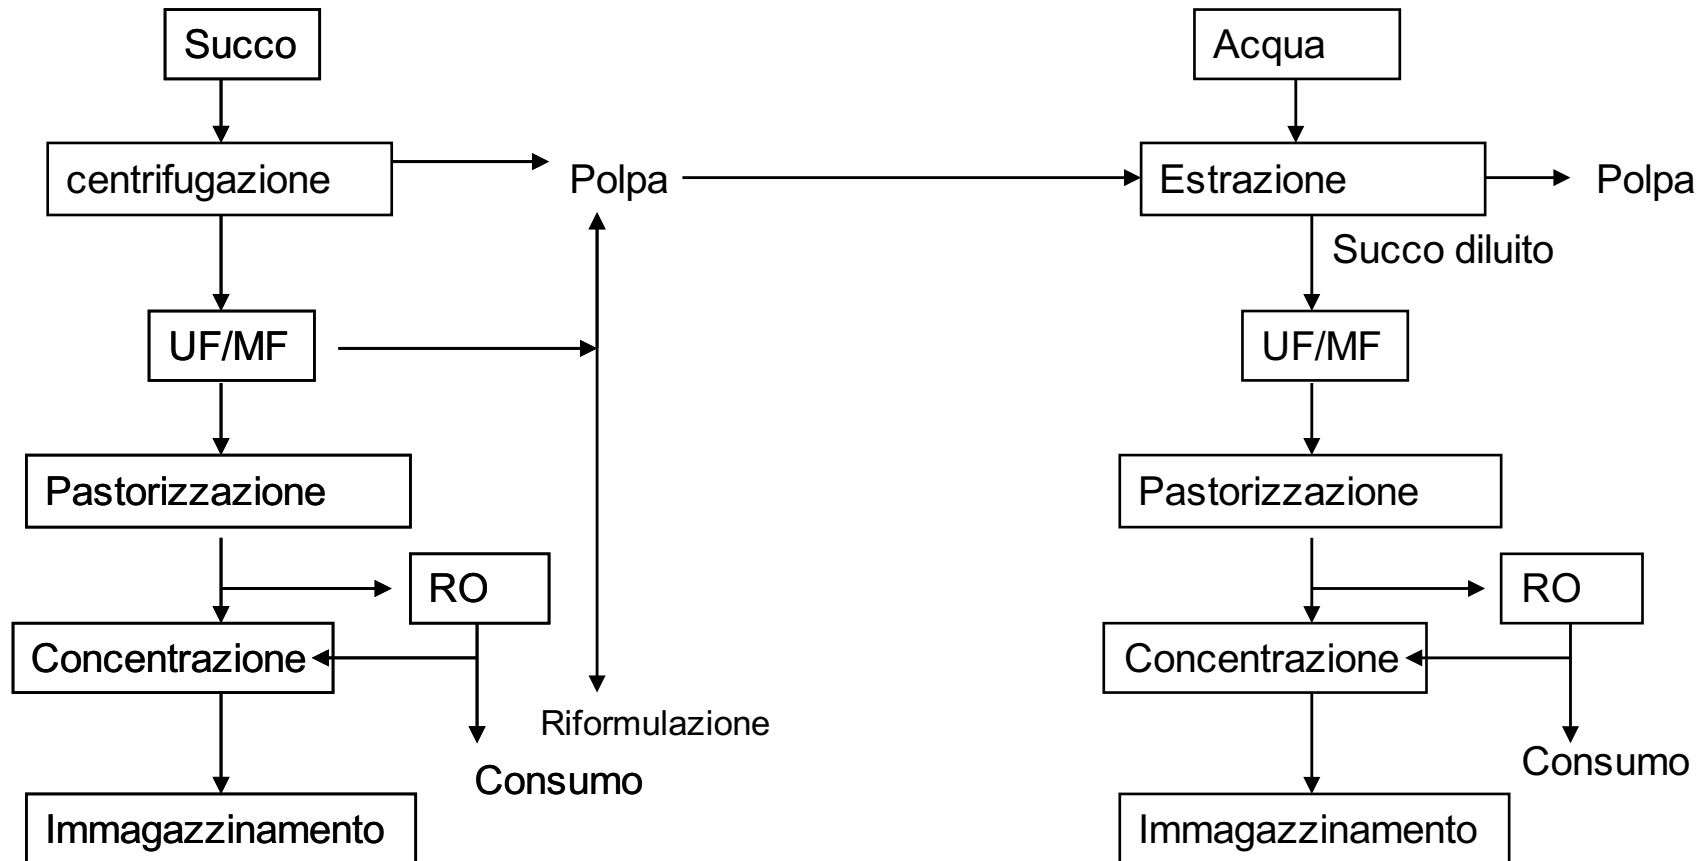 Succo
Acqua
centrifugazione
Polpa
Estrazione
Polpa
Succo diluito
UF/MF
UF/MF
Pastorizzazione
Pastorizzazione
RO
RO
Concentrazione
Concentrazione
Riformulazione
Consumo
Consumo
Immagazzinamento
Immagazzinamento